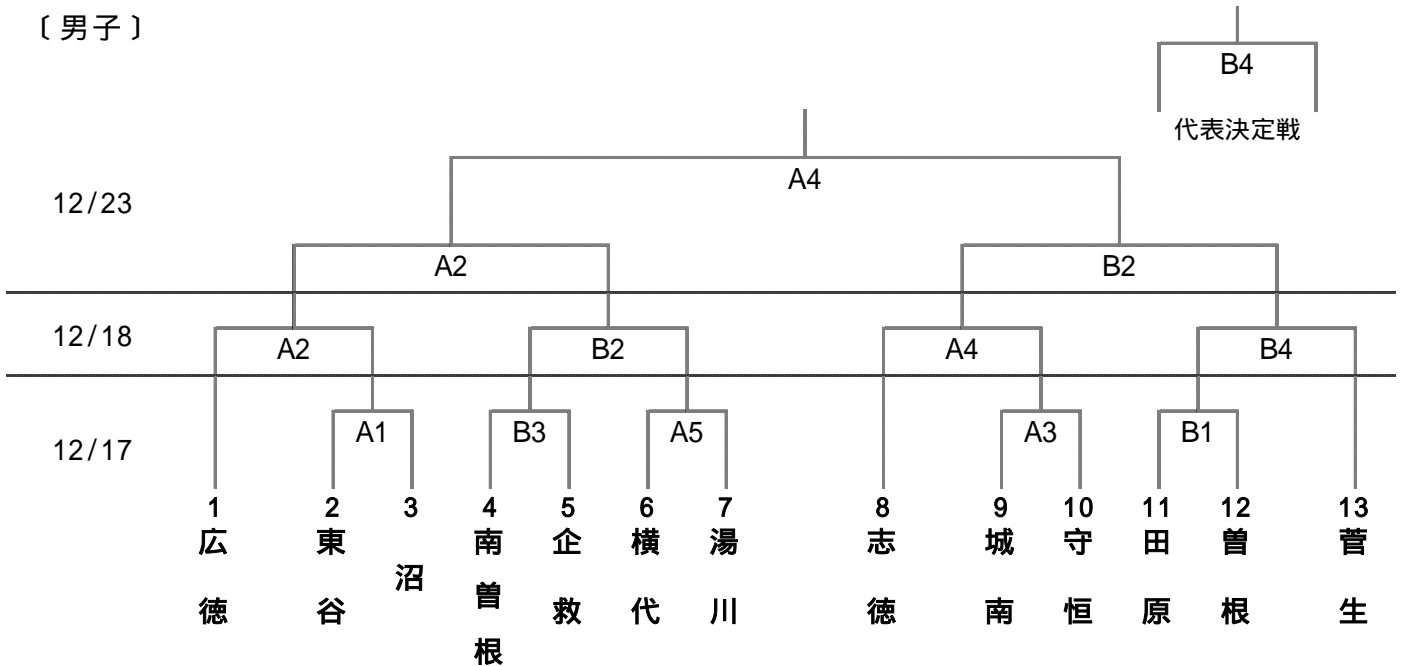 〔男子〕
B4
代表決定戦
A4
12/23
A2
B2
12/18
A2
B2
A4
B4
12/17
A1
B3
A5
A3
B1
1
2
3
4
5
6
7
8
9
10
11
12
13
広徳
東谷
沼
南曽根
企救
横代
湯川
志徳
城南
守恒
田原
曽根
菅生